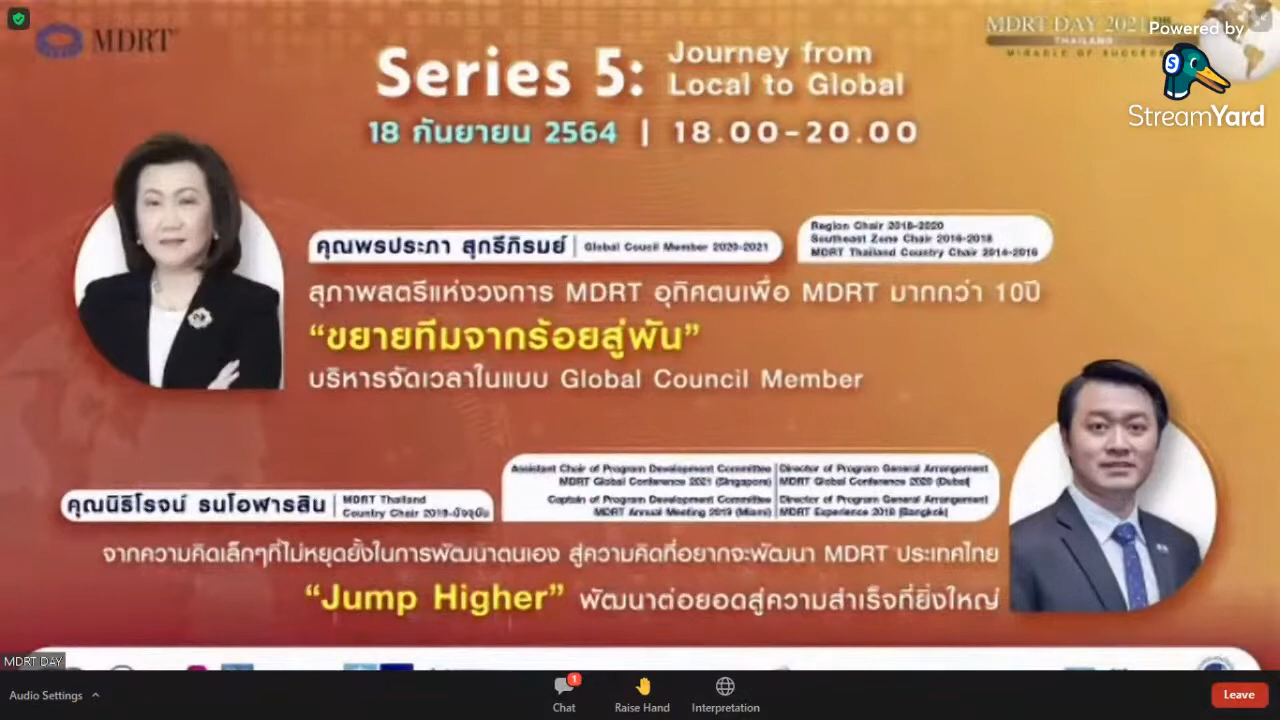 MDRT
MDRT DAY 2021
THAILAND
MIRACLE OF SUCCESS
Powered by
S
StreamYard
Series 5: Journey from
Local to Global
18 กันยายน 2564 | 18.00-20.00
คุณพรประภา สุกรีภิรมย์ | Global Coucil Member 2020-2021
Region Chair 2018-2020
Southeast Zone Chair 2016-2018
MDRT Thailand Country Chair 2014-2016
สุภาพสตรีแห่งวงการ MDRT อุทิศตนเพื่อ MDRT มากกว่า 10ปี
“ขยายทีมจากร้อยสู่พัน”
บริหารจัดเวลาในแบบ Global Council Member
คุณนิธิโรจน์ ธนโอฬารสิน | MDRT Thailand
Country Chair 2019-ปัจจุบัน
Assistant Chair of Program Development Committee
MDRT Global Conference 2021 (Singapore)
Director of Program General Arrangement
MDRT Global Conference 2020 (Dubai)
Captain of Program Development Committee
MDRT Annual Meeting 2019 (Miami)
Director of Program General Arrangement
MDRT Experience 2018 (Bangkok)
จากความคิดเล็กๆที่ไม่หยุดยั้งในการพัฒนาตนเอง สู่ความคิดที่อยากจะพัฒนา MDRT ประเทศไทย
“Jump Higher” พัฒนาต่อยอดสู่ความสำเร็จที่ยิ่งใหญ่
MDRT DAY
Audio Settings
1
Chat
Raise Hand
Interpretation
Leave